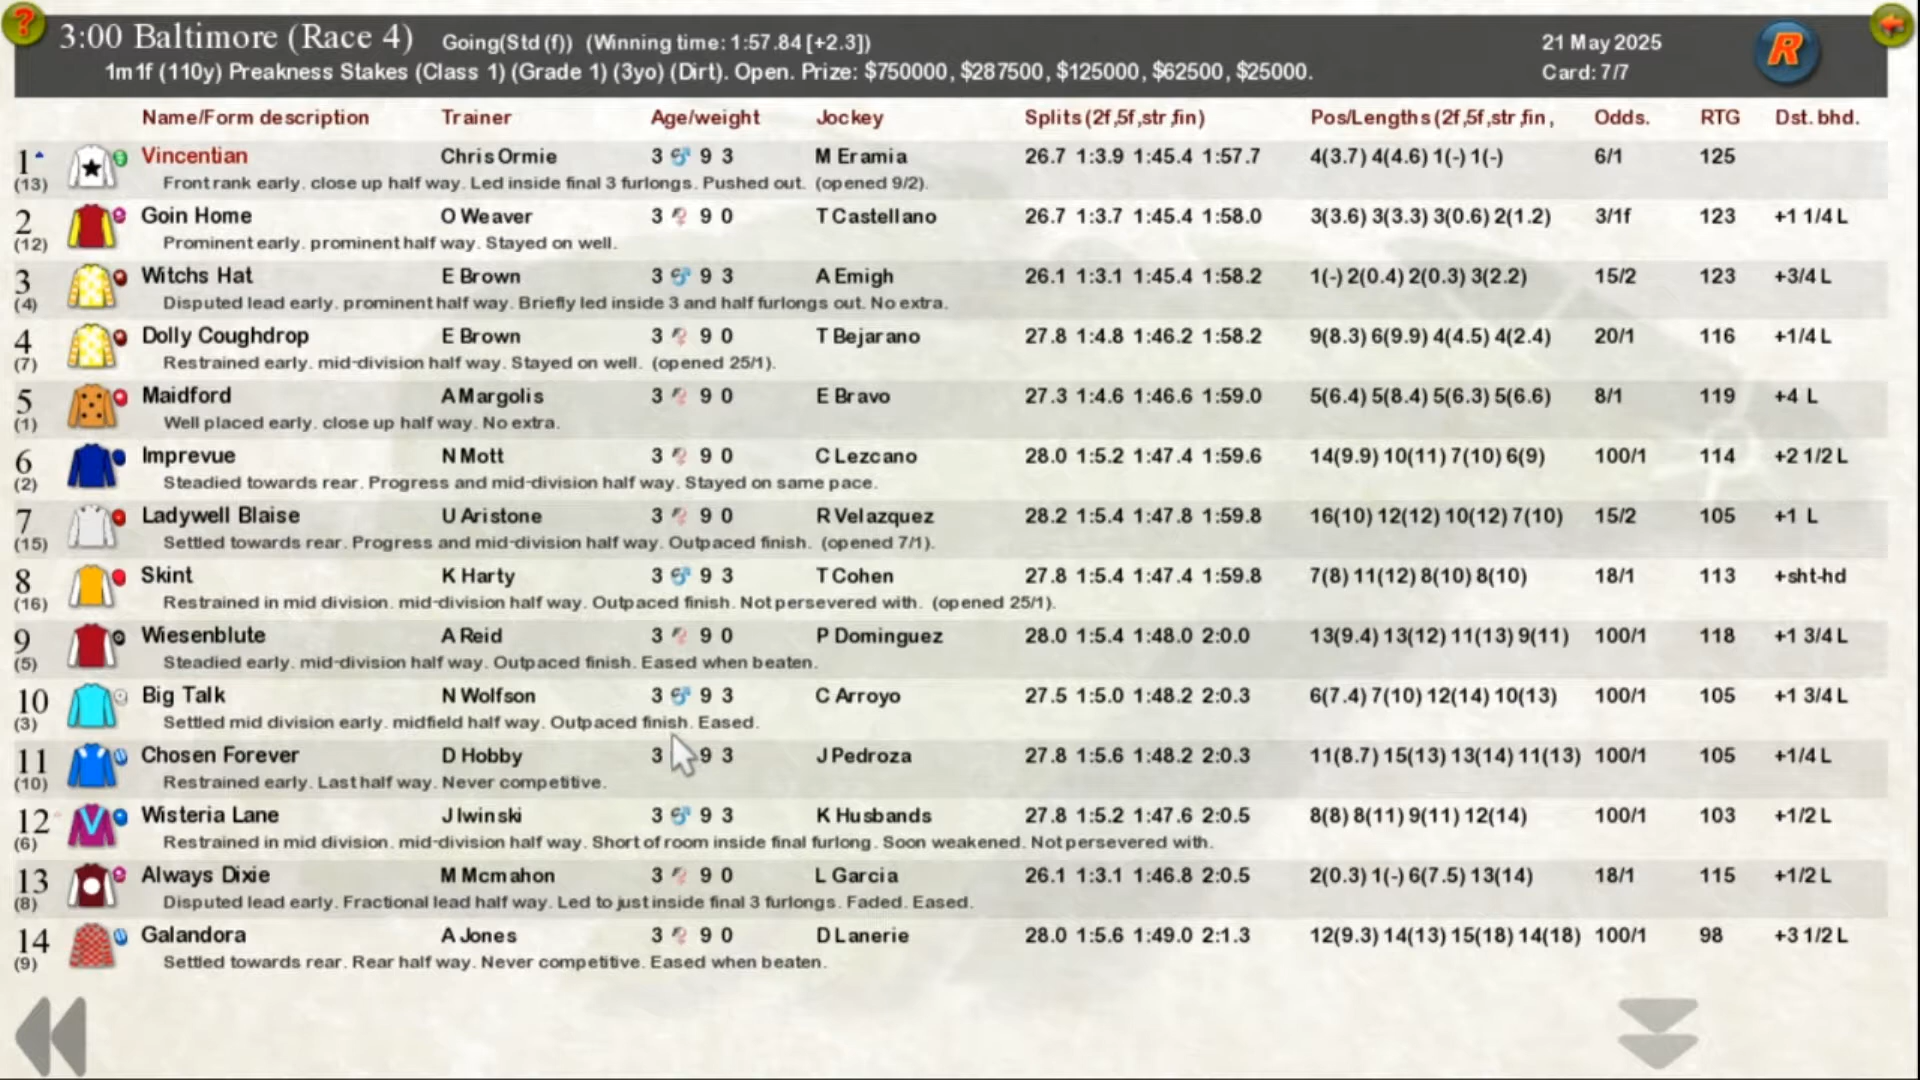 ?
3:00 Baltimore (Race 4) Going(Std (f)) (Winning time: 1:57.84 [+2.3]) 21 May 2025
R
1m1f (110y) Preakness Stakes (Class 1) (Grade 1) (3yo) (Dirt). Open. Prize: $750000, $287500, $125000, $62500, $25000. Card: 7/7
Name/Form description Trainer Age/weight Jockey Splits (2f,5f,str,fin) Pos/Lengths (2f,5f,str,fin, Odds. RTG Dst. bhd.
1 Vincentian Chris Ormie 3 9 3 M Eramia 26.7 1:3.9 1:45.4 1:57.7 4(3.7) 4(4.6) 1(-) 1(-) 6/1 125
(13) Front rank early. close up half way. Led inside final 3 furlongs. Pushed out. (opened 9/2).
2 Goin Home O Weaver 3 9 0 T Castellano 26.7 1:3.7 1:45.4 1:58.0 3(3.6) 3(3.3) 3(0.6) 2(1.2) 3/1f 123 +1 1/4 L
(12) Prominent early. prominent half way. Stayed on well.
3 Witchs Hat E Brown 3 9 3 A Emigh 26.1 1:3.1 1:45.4 1:58.2 1(-) 2(0.4) 2(0.3) 3(2.2) 15/2 123 +3/4 L
(4) Disputed lead early. prominent half way. Briefly led inside 3 and half furlongs out. No extra.
4 Dolly Coughdrop E Brown 3 9 0 T Bejarano 27.8 1:4.8 1:46.2 1:58.2 9(8.3) 6(9.9) 4(4.5) 4(2.4) 20/1 116 +1/4 L
(7) Restrained early. mid-division half way. Stayed on well. (opened 25/1).
5 Maidford A Margolis 3 9 0 E Bravo 27.3 1:4.6 1:46.6 1:59.0 5(6.4) 5(8.4) 5(6.3) 5(6.6) 8/1 119 +4 L
(1) Well placed early. close up half way. No extra.
6 Imprevue N Mott 3 9 0 C Lezcano 28.0 1:5.2 1:47.4 1:59.6 14(9.9) 10(11) 7(10) 6(9) 100/1 114 +2 1/2 L
(2) Steadied towards rear. Progress and mid-division half way. Stayed on same pace.
7 Ladywell Blaise U Aristone 3 9 0 R Velazquez 28.2 1:5.4 1:47.8 1:59.8 16(10) 12(12) 10(12) 7(10) 15/2 105 +1 L
(15) Settled towards rear. Progress and mid-division half way. Outpaced finish. (opened 7/1).
8 Skint K Harty 3 9 3 T Cohen 27.8 1:5.4 1:47.4 1:59.8 7(8) 11(12) 8(10) 8(10) 18/1 113 +sht-hd
(16) Restrained in mid division. mid-division half way. Outpaced finish. Not persevered with. (opened 25/1).
9 Wiesenblute A Reid 3 9 0 P Dominguez 28.0 1:5.4 1:48.0 2:0.0 13(9.4) 13(12) 11(13) 9(11) 100/1 118 +1 3/4 L
(5) Steadied early. mid-division half way. Outpaced finish. Eased when beaten.
10 Big Talk N Wolfson 3 9 3 C Arroyo 27.5 1:5.0 1:48.2 2:0.3 6(7.4) 7(10) 12(14) 10(13) 100/1 105 +1 3/4 L
(3) Settled mid division early. midfield half way. Outpaced finish. Eased.
11 Chosen Forever D Hobby 3 9 3 J Pedroza 27.8 1:5.6 1:48.2 2:0.3 11(8.7) 15(13) 13(14) 11(13) 100/1 105 +1/4 L
(10) Restrained early. Last half way. Never competitive.
12 Wisteria Lane J Iwinski 3 9 3 K Husbands 27.8 1:5.2 1:47.6 2:0.5 8(8) 8(11) 9(11) 12(14) 100/1 103 +1/2 L
(6) Restrained in mid division. mid-division half way. Short of room inside final furlong. Soon weakened. Not persevered with.
13 Always Dixie M Mcmahon 3 9 0 L Garcia 26.1 1:3.1 1:46.8 2:0.5 2(0.3) 1(-) 6(7.5) 13(14) 18/1 115 +1/2 L
(8) Disputed lead early. Fractional lead half way. Led to just inside final 3 furlongs. Faded. Eased.
14 Galandora A Jones 3 9 0 D Lanerie 28.0 1:5.6 1:49.0 2:1.3 12(9.3) 14(13) 15(18) 14(18) 100/1 98 +3 1/2 L
(9) Settled towards rear. Rear half way. Never competitive. Eased when beaten.